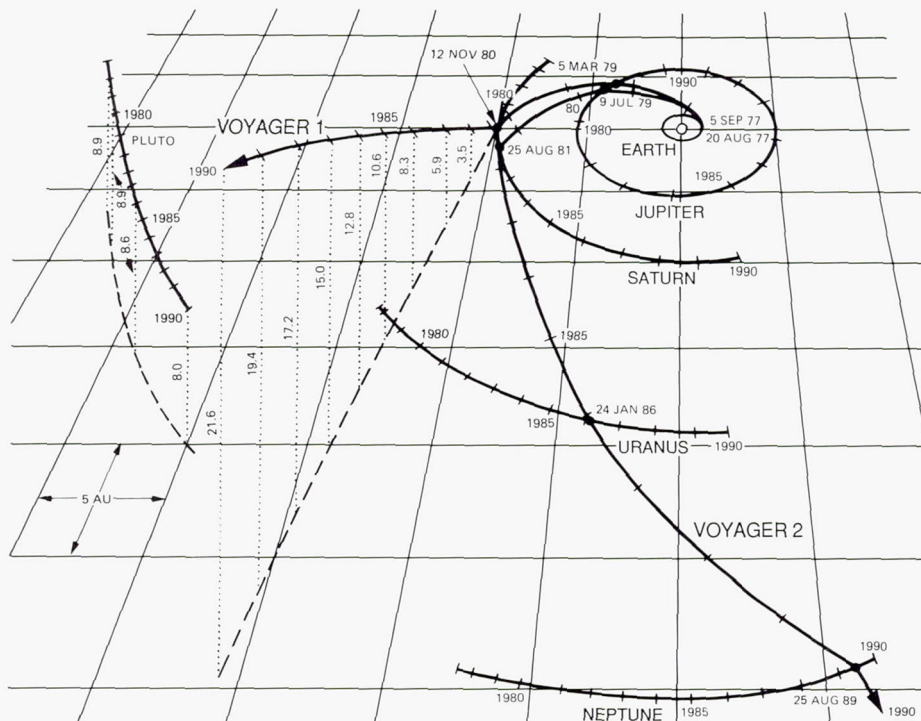 12 NOV 80
5 MAR 79
1990
1980
1980
8.9
PLUTO
VOYAGER 1
1985
80
9 JUL 79
1980
5 SEP 77
20 AUG 77
EARTH
25 AUG 81
1990
10.6
8.3
5.9
3.5
8.9
1985
JUPITER
1985
1985
12.8
8.6
SATURN
1990
15.0
1990
1980
17.2
1985
19.4
8.0
21.6
24 JAN 86
1985
URANUS
1990
5 AU
VOYAGER 2
1990
1980
25 AUG 89
1985
NEPTUNE
1990